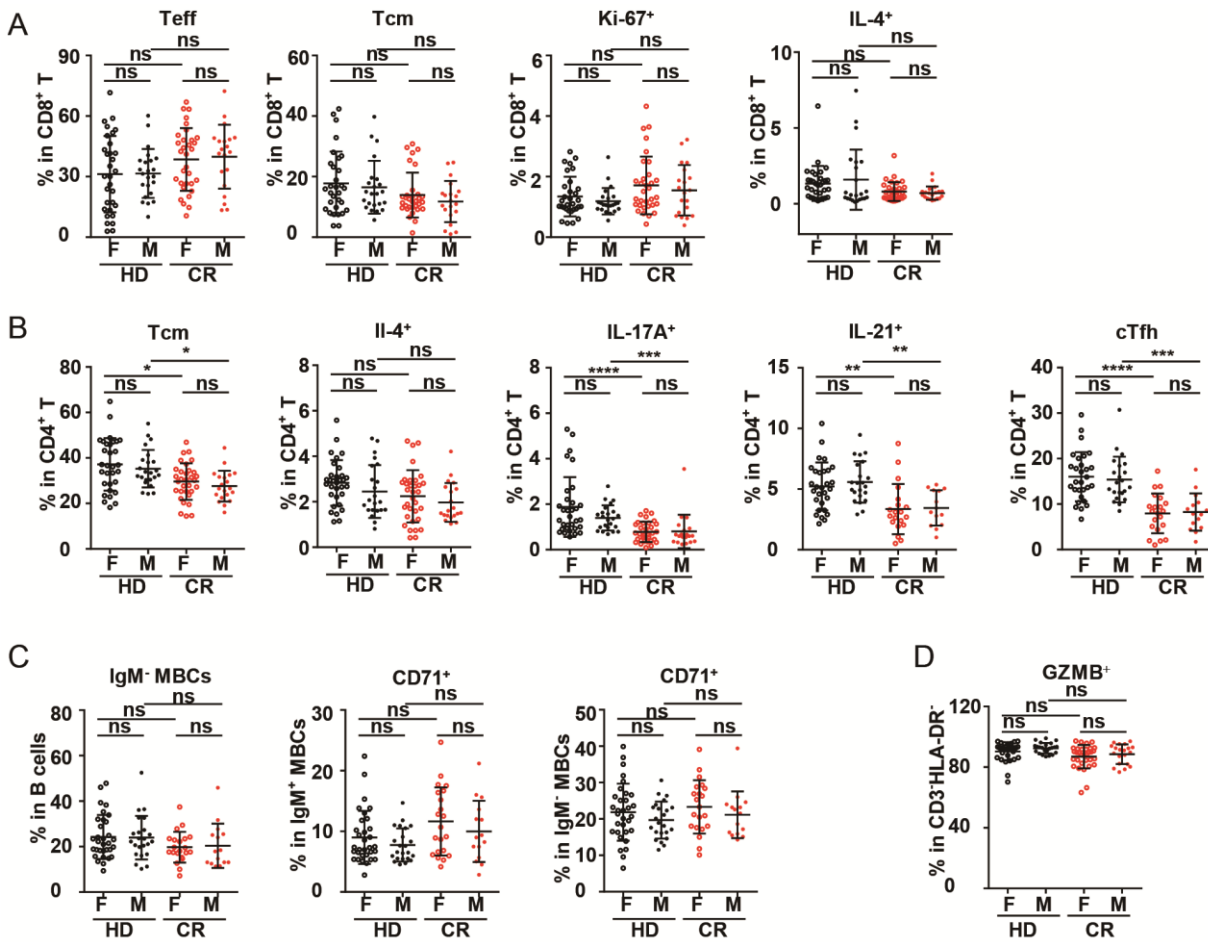 A
Teff
Tcm
Ki-67⁺
IL-4⁺
ns ns ns ns
ns ns ns ns
ns ns ns ns ns ns ns ns
% in CD8⁺ T
90 60 30 0
% in CD8⁺ T
60 40 20 0
% in CD8⁺ T
6 4 2 0
% in CD8⁺ T
10 5 0
F M F M
HD CR
F M F M
HD CR
F M F M
HD CR
F M F M
HD CR
B
Tcm
Il-4⁺
IL-17A⁺
IL-21⁺
cTfh
* ns *** ** ***
* ns **** ** ****
ns ns ns ns ns ns ns ns ns ns
% in CD4⁺ T
80 60 40 20 0
% in CD4⁺ T
8 6 4 2 0
% in CD4⁺ T
8 6 4 2 0
% in CD4⁺ T
15 10 5 0
% in CD4⁺ T
40 30 20 10 0
F M F M
HD CR
F M F M
HD CR
F M F M
HD CR
F M F M
HD CR
F M F M
HD CR
C
IgM⁻ MBCs
CD71⁺
CD71⁺
ns ns ns
ns ns ns
ns ns ns ns ns ns
% in B cells
80 60 40 20 0
% in IgM⁺ MBCs
30 20 10 0
% in IgM⁻ MBCs
50 40 30 20 10 0
F M F M
HD CR
F M F M
HD CR
F M F M
HD CR
D
GZMB⁺
ns
ns
ns ns
% in CD3⁻HLA-DR⁻
120 80 40 0
F M F M
HD CR